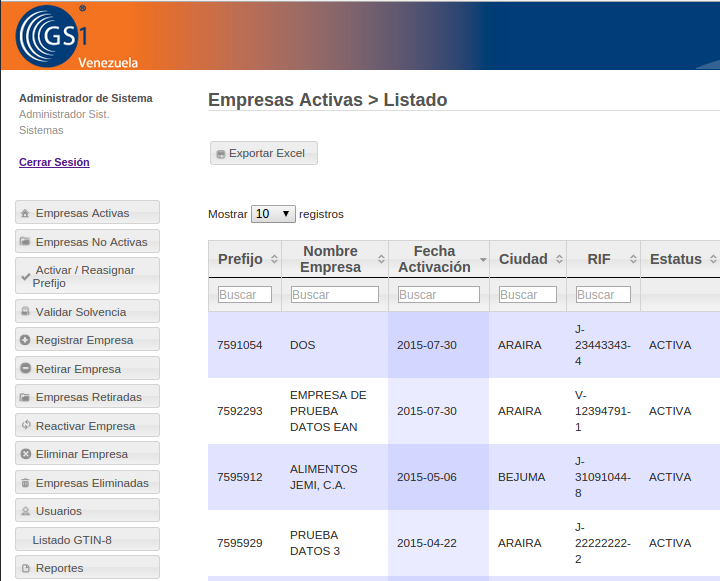 GS1
®
Venezuela
Administrador de Sistema
Administrador Sist.
Sistemas
Cerrar Sesión
Empresas Activas
Empresas No Activas
Activar / Reasignar
Prefijo
Validar Solvencia
Registrar Empresa
Retirar Empresa
Empresas Retiradas
Reactivar Empresa
Eliminar Empresa
Empresas Eliminadas
Usuarios
Listado GTIN-8
Reportes
Empresas Activas > Listado
Exportar Excel
Mostrar 10 registros
Prefijo Nombre Empresa Fecha Activación Ciudad RIF Estatus
Buscar Buscar Buscar Buscar Buscar
7591054 DOS 2015-07-30 ARAIRA J-23443343-4 ACTIVA
7592293 EMPRESA DE PRUEBA DATOS EAN 2015-07-30 ARAIRA V-12394791-1 ACTIVA
7595912 ALIMENTOS JEMI, C.A. 2015-05-06 BEJUMA J-31091044-8 ACTIVA
7595929 PRUEBA DATOS 3 2015-04-22 ARAIRA J-22222222-2 ACTIVA